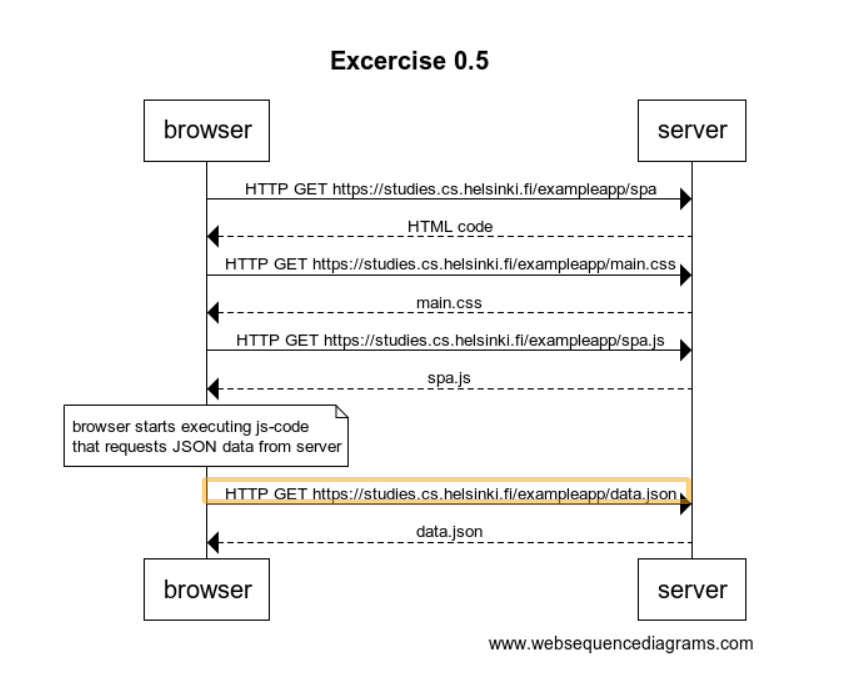 Excercise 0.5
browser
server
HTTP GET https://studies.cs.helsinki.fi/exampleapp/spa
HTML code
HTTP GET https://studies.cs.helsinki.fi/exampleapp/main.css
main.css
HTTP GET https://studies.cs.helsinki.fi/exampleapp/spa.js
spa.js
browser starts executing js-code
that requests JSON data from server
HTTP GET https://studies.cs.helsinki.fi/exampleapp/data.json
data.json
browser
server
www.websequencediagrams.com